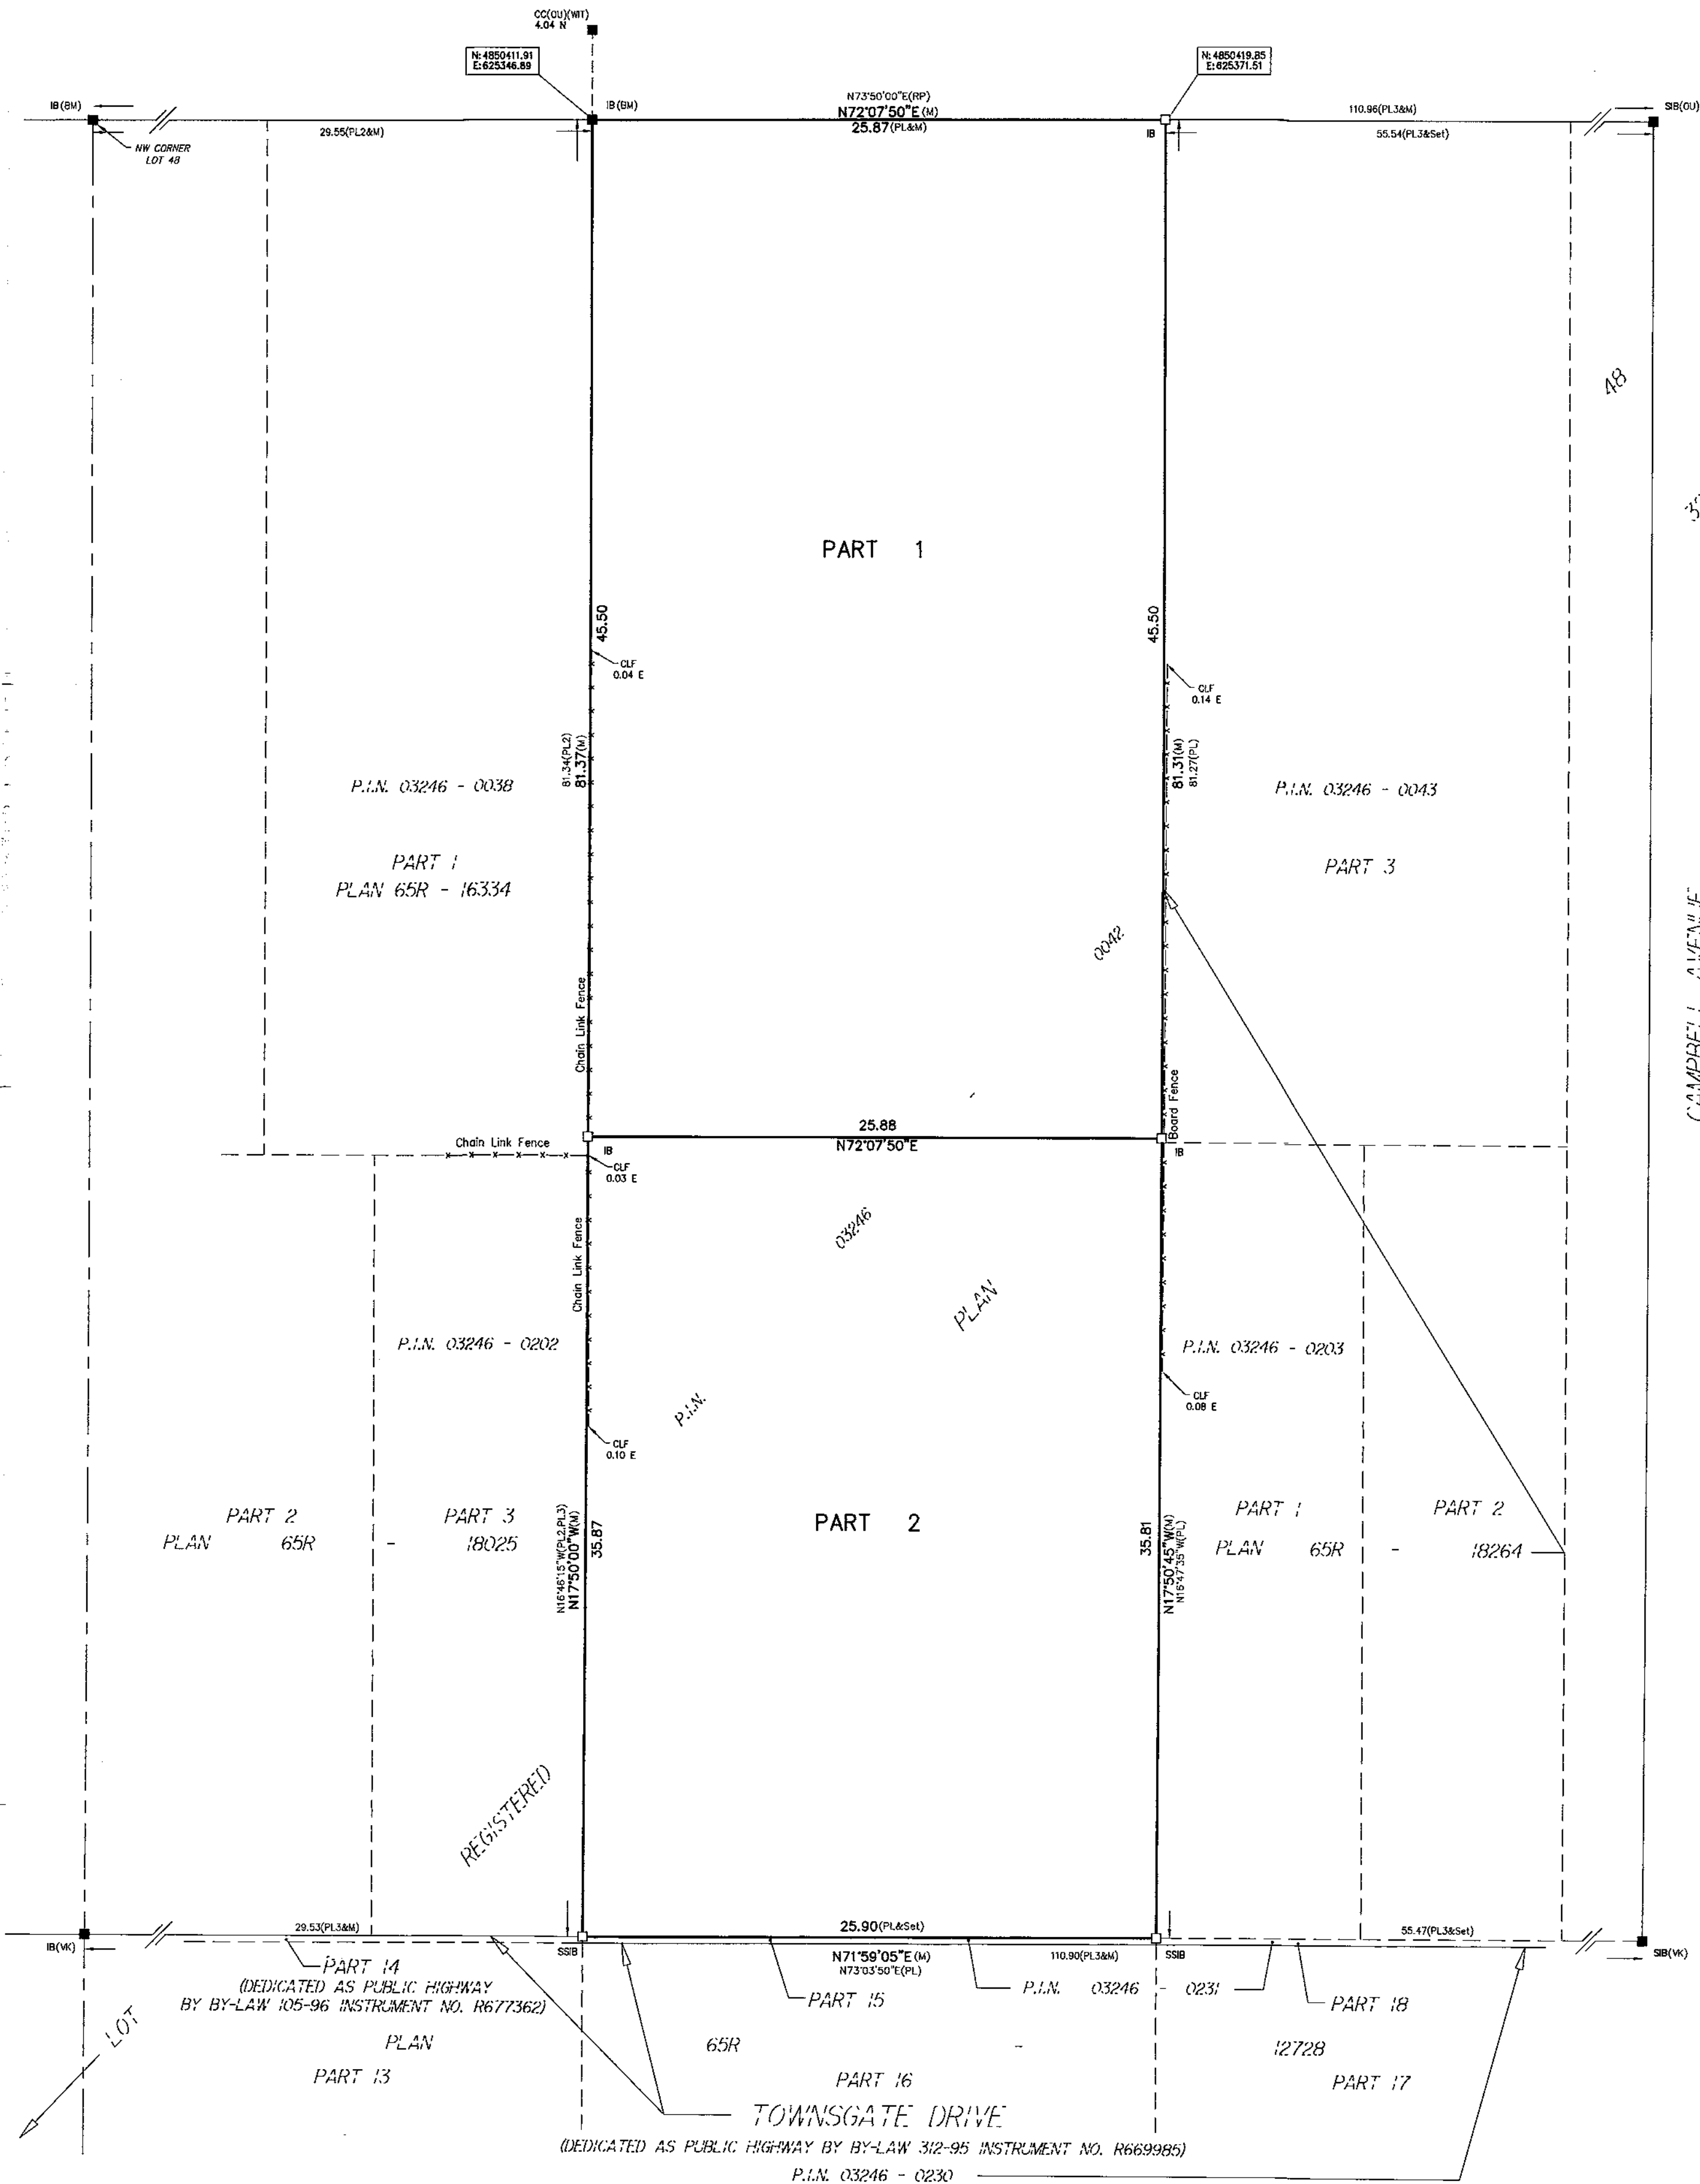 CC(OU)(WIT)
4.04 N
N: 4850411.91
E: 625346.89
N: 4850419.85
E: 625371.51
IB(BM)
IB(BM)
N73°50'00"E(RP)
N72°07'50"E(M)
25.87(PL&M)
IB
110.96(PL3&M)
SIB(OU)
29.55(PL2&M)
55.54(PL3&Set)
NW CORNER
LOT 48
48
PART 1
45.50
45.50
CLF
0.04 E
CLF
0.14 E
81.34(PL2)
81.37(M)
81.31(M)
81.27(PL)
P.I.N. 03246 - 0038
P.I.N. 03246 - 0043
PART 1
PLAN 65R - 16334
PART 3
CAMPBELL AVENUE
0042
Chain Link Fence
Board Fence
25.88
N72°07'50"E
Chain Link Fence
IB
IB
CLF
0.03 E
03246
Chain Link Fence
PLAN
P.I.N. 03246 - 0202
P.I.N. 03246 - 0203
P.I.N.
CLF
0.08 E
CLF
0.10 E
PART 2
PART 3
PLAN 65R - 18025
N16°46'15"W(PL2,PL3)
N17°50'00"W(M)
35.87
PART 2
35.81
N17°50'45"W(M)
N16°47'35"W(PL)
PART 1
PART 2
PLAN 65R - 18264
REGISTERED
29.53(PL3&M)
25.90(PL&Set)
55.47(PL3&Set)
IB(VK)
SSIB
N71°59'05"E(M)
N73°03'50"E(PL)
110.90(PL3&M)
SSIB
SIB(VK)
PART 14
(DEDICATED AS PUBLIC HIGHWAY
BY BY-LAW 105-96 INSTRUMENT NO. R677362)
PART 15
P.I.N. 03246 - 0231
PART 18
LOT
PLAN 65R - 12728
PART 13
PART 16
PART 17
TOWNSGATE DRIVE
(DEDICATED AS PUBLIC HIGHWAY BY BY-LAW 312-95 INSTRUMENT NO. R669985)
P.I.N. 03246 - 0230